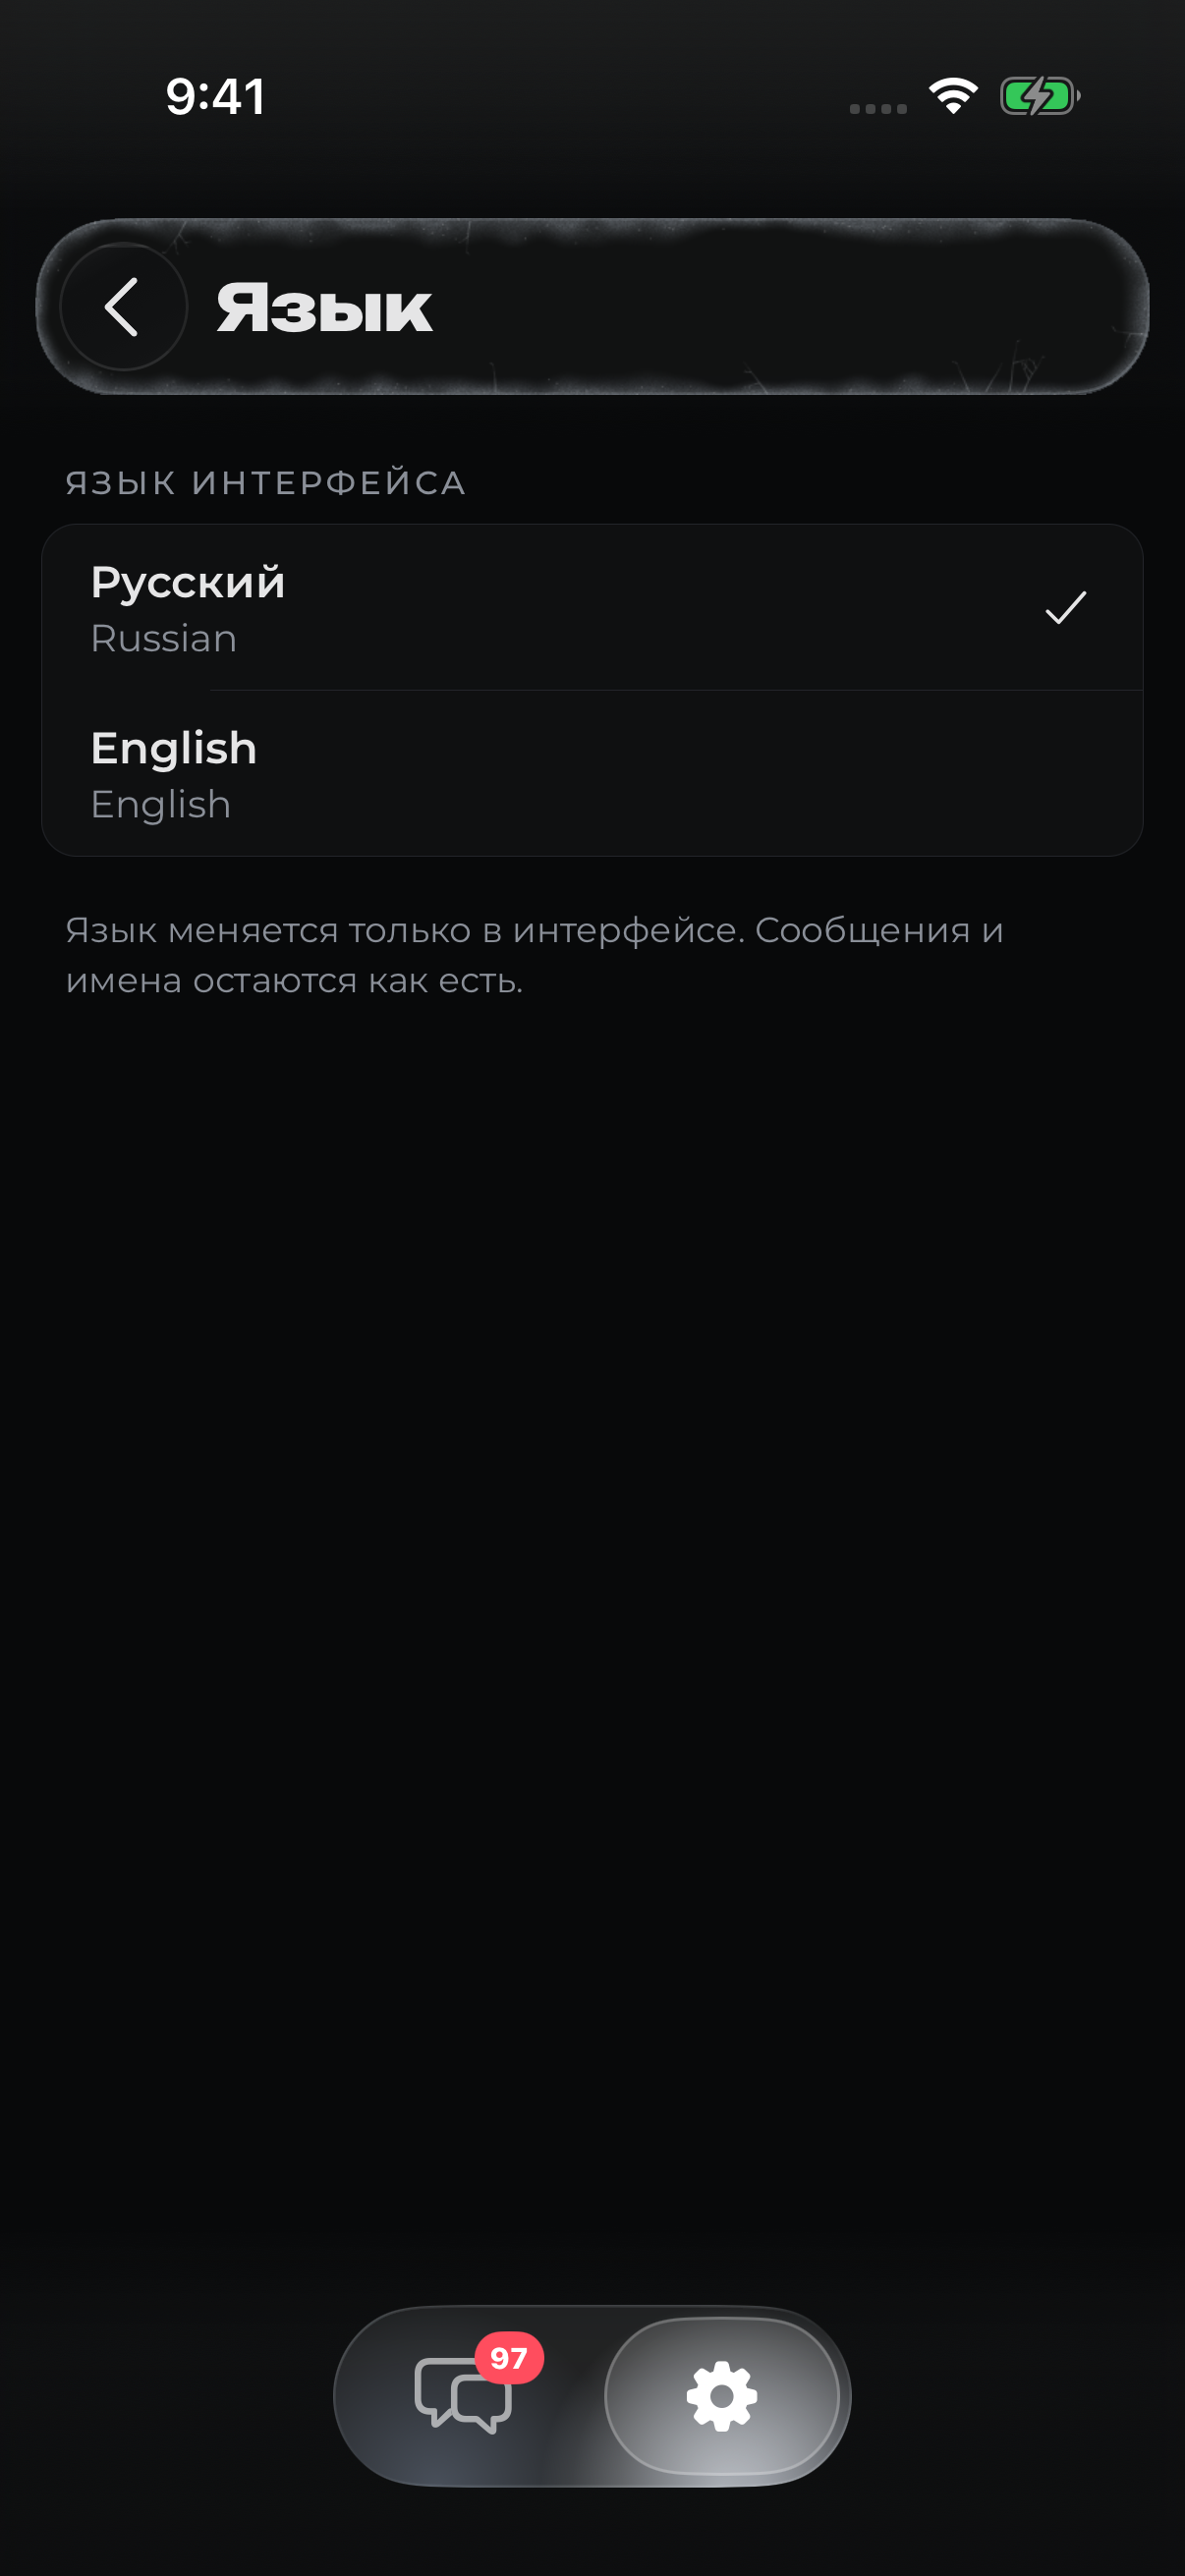 9:41
Язык
ЯЗЫК ИНТЕРФЕЙСА
Русский
Russian
English
English
Язык меняется только в интерфейсе. Сообщения и
имена остаются как есть.
97